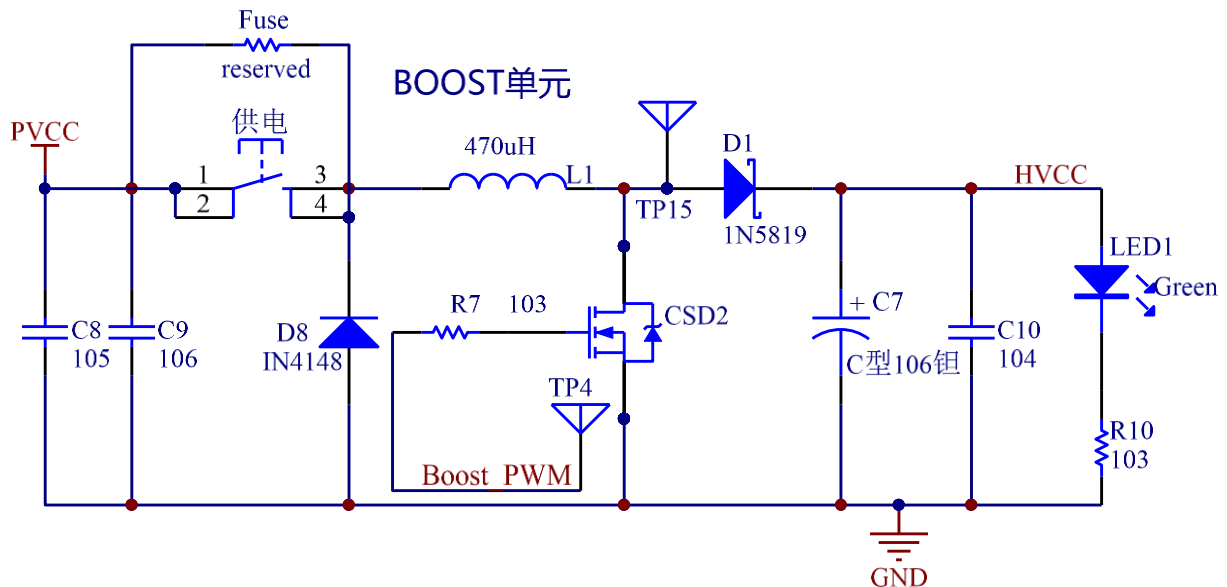 Fuse
reserved
BOOST单元
PVCC
供电
1
2
3
4
470uH
L1
TP15
D1
1N5819
HVCC
LED1
Green
C8
105
C9
106
D8
IN4148
R7
103
CSD2
TP4
Boost_PWM
+ C7
C型106钽
C10
104
R10
103
GND